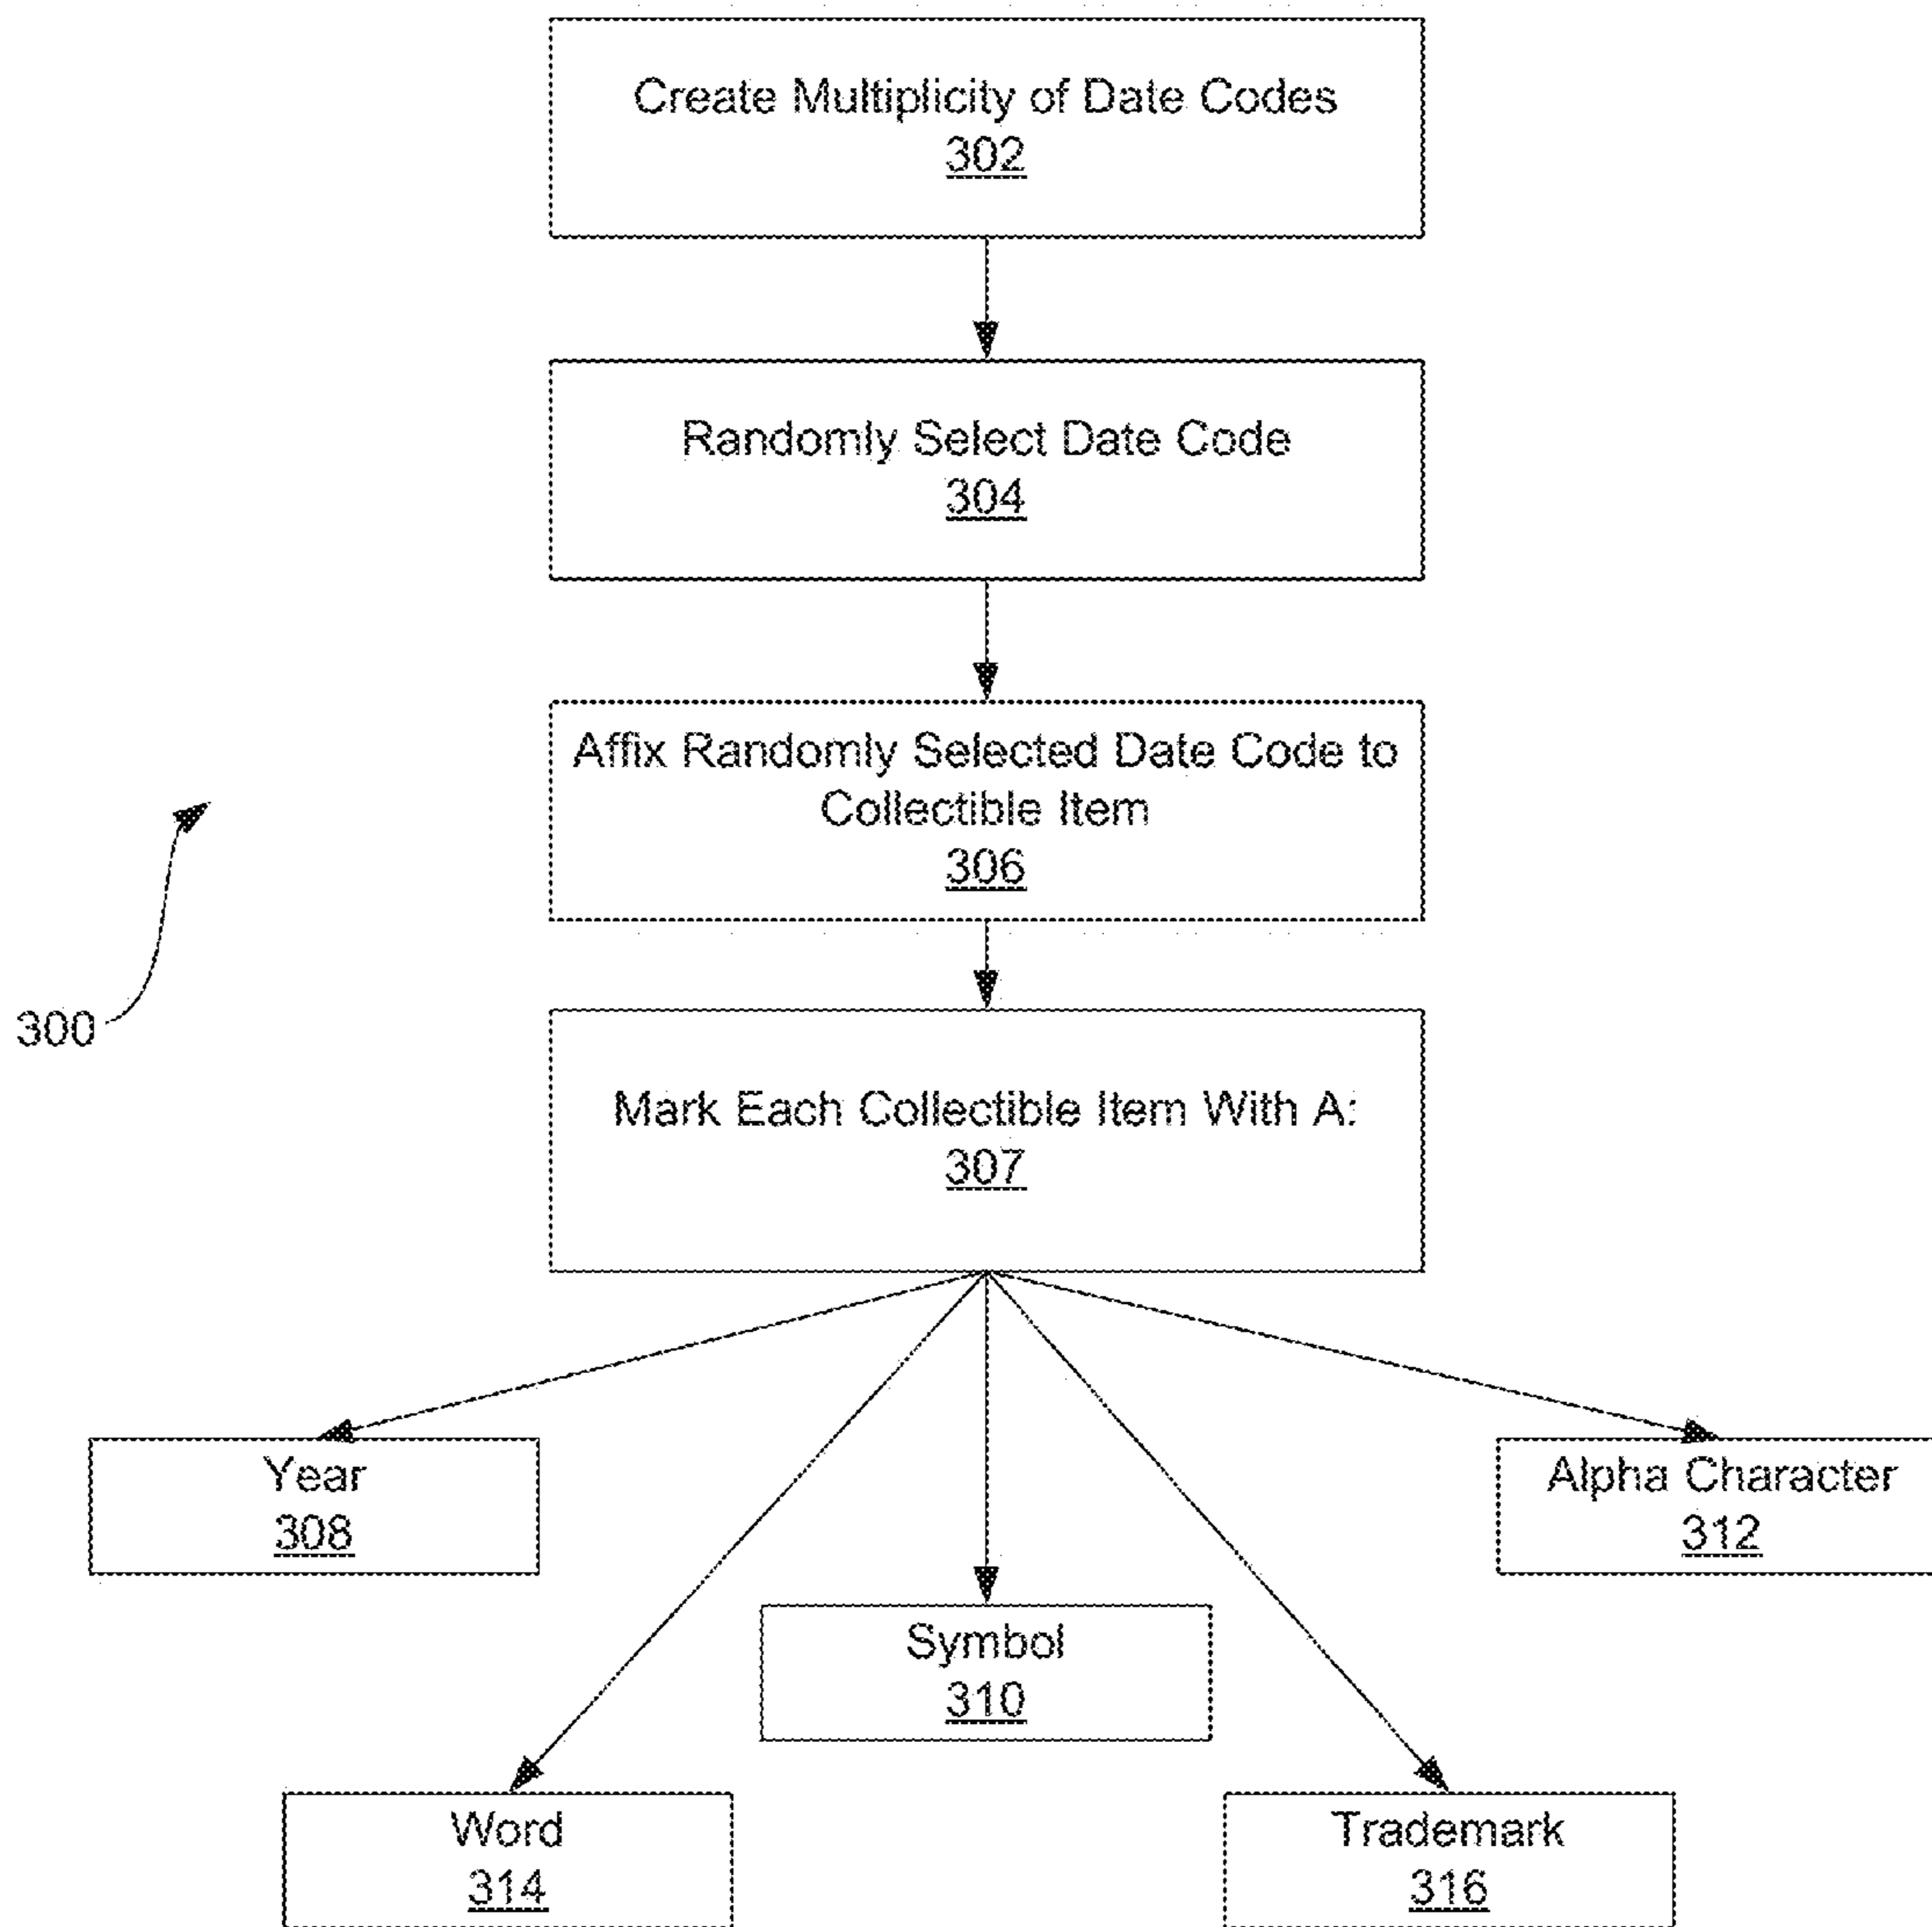 Create Multiplicity of Date Codes
302
Randomly Select Date Code
304
Affix Randomly Selected Date Code to
Collectible Item
306
300
Mark Each Collectible Item With A:
307
Year
308
Alpha Character
312
Symbol
310
Word
314
Trademark
316